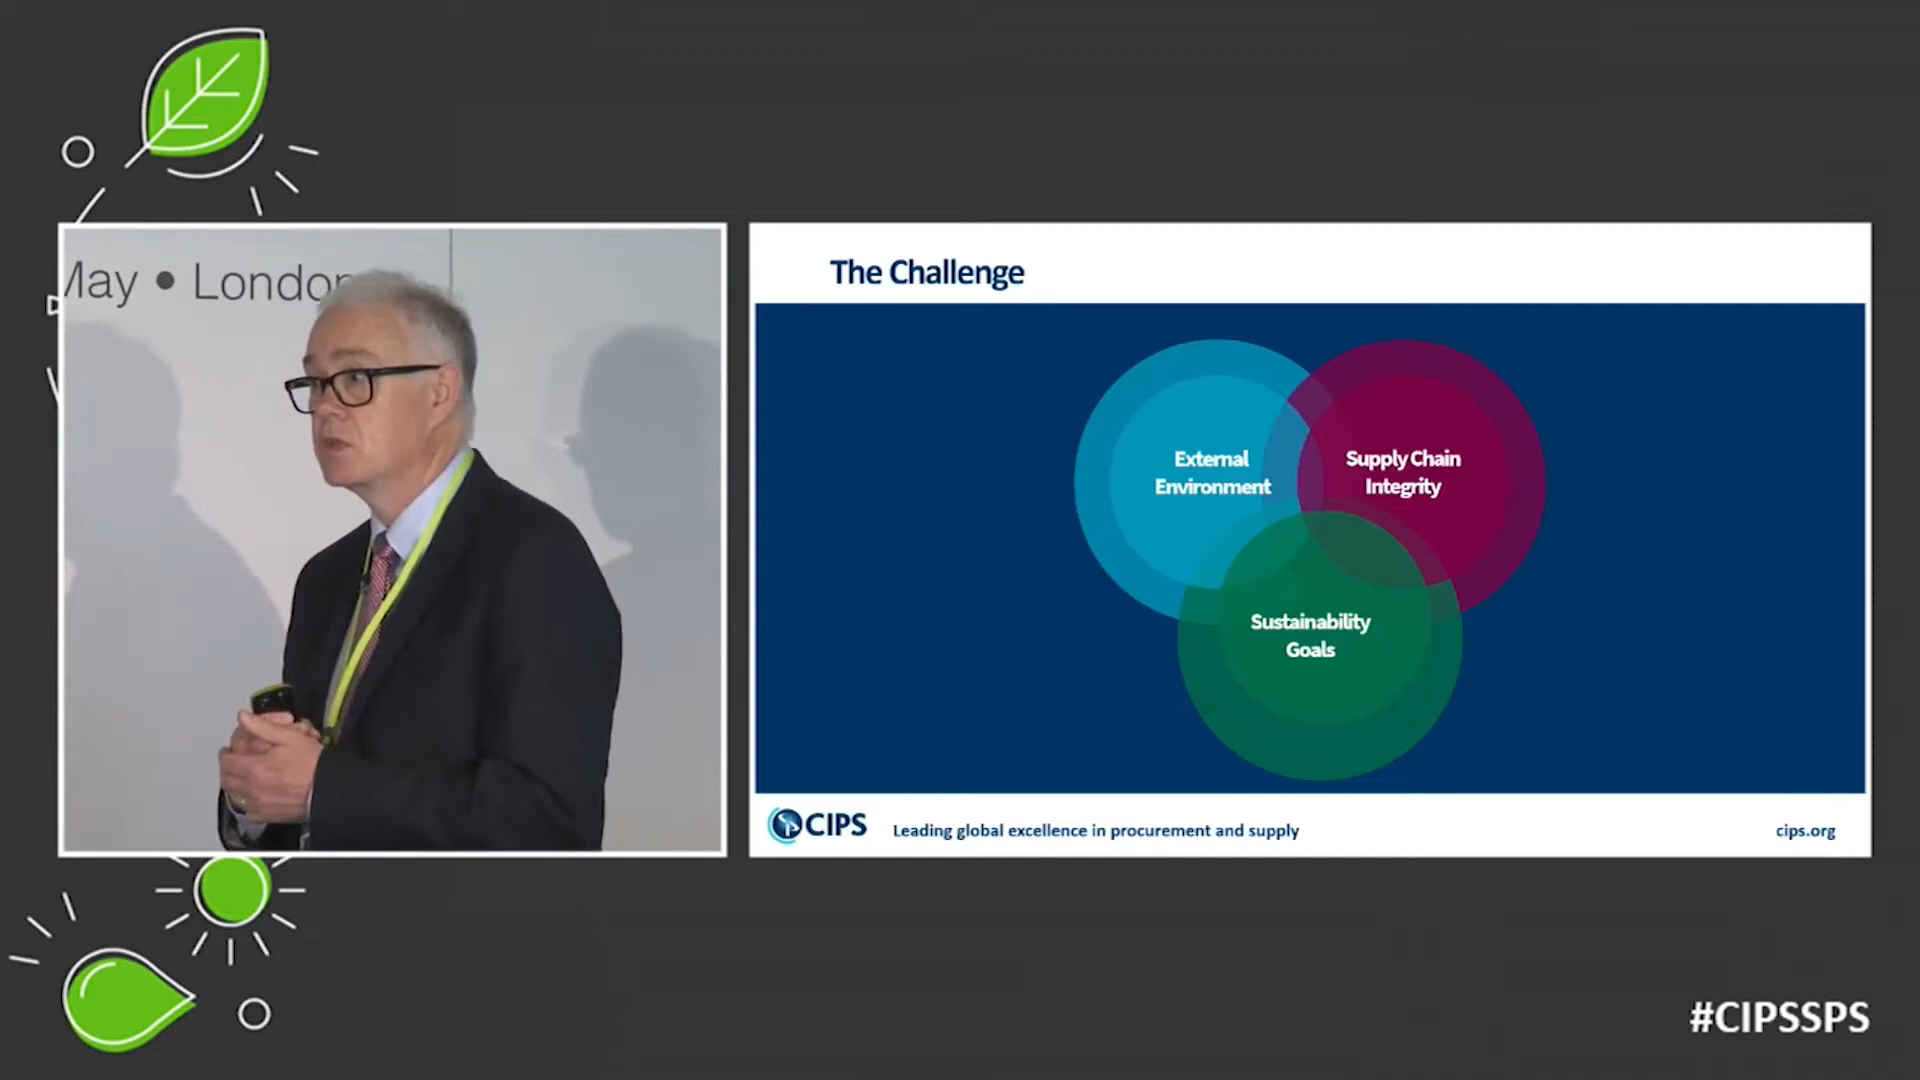 May • London
The Challenge
External
Environment
Supply Chain
Integrity
Sustainability
Goals
CIPS
Leading global excellence in procurement and supply
cips.org
#CIPSSPS